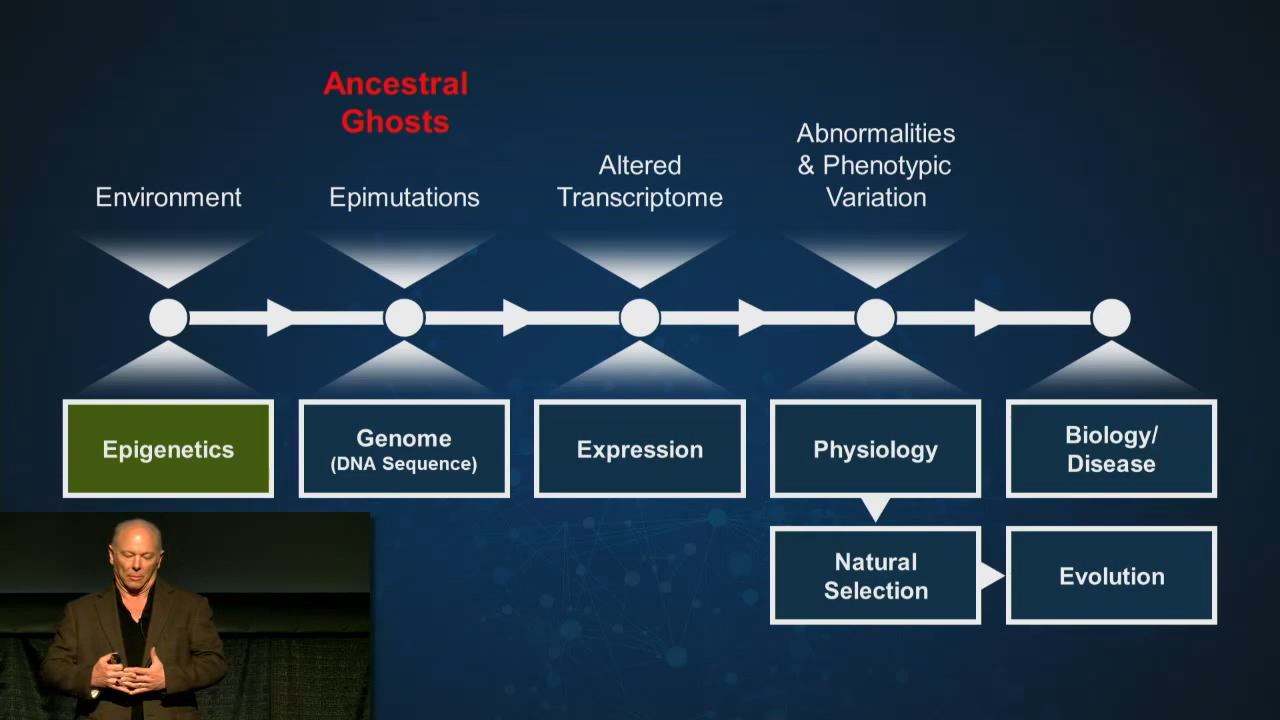 Ancestral
Ghosts
Environment
Epimutations
Altered
Transcriptome
Abnormalities
& Phenotypic
Variation
Epigenetics
Genome
(DNA Sequence)
Expression
Physiology
Biology/
Disease
Natural
Selection
Evolution